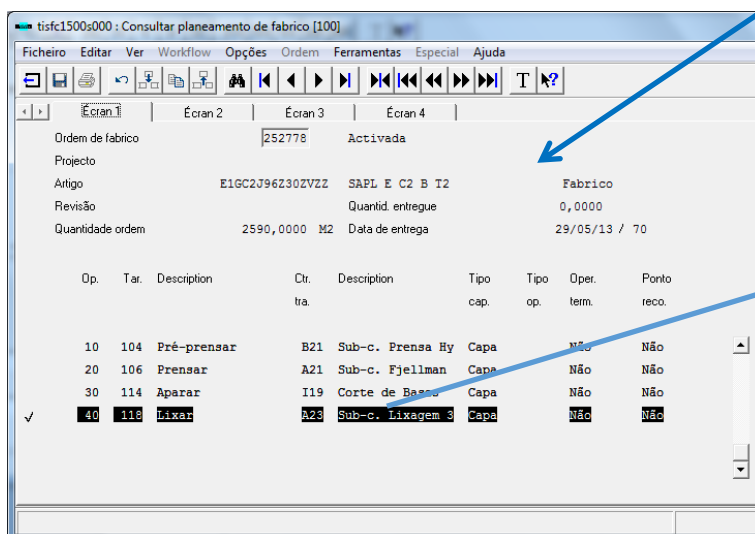 tisfc1500s000 : Consultar planeamento de fabrico [100]
Ficheiro Editar Ver Workflow Opções Ordem Ferramentas Especial Ajuda
T
Écran 1 Écran 2 Écran 3 Écran 4
Ordem de fabrico 252778 Activada
Projecto
Artigo E1GC2J96Z30ZVZZ SAPL E C2 B T2 Fabrico
Revisão Quantid. entregue 0,0000
Quantidade ordem 2590,0000 M2 Data de entrega 29/05/13 / 70
Op. Tar. Description Ctr. Description Tipo Tipo Oper. Ponto
tra. cap. op. term. reco.
10 104 Pré-prensar B21 Sub-c. Prensa Hy Capa Não Não
20 106 Prensar A21 Sub-c. Fjellman Capa Não Não
30 114 Aparar I19 Corte de Bases Capa Não Não
40 118 Lixar A23 Sub-c. Lixagem 3 Capa Não Não